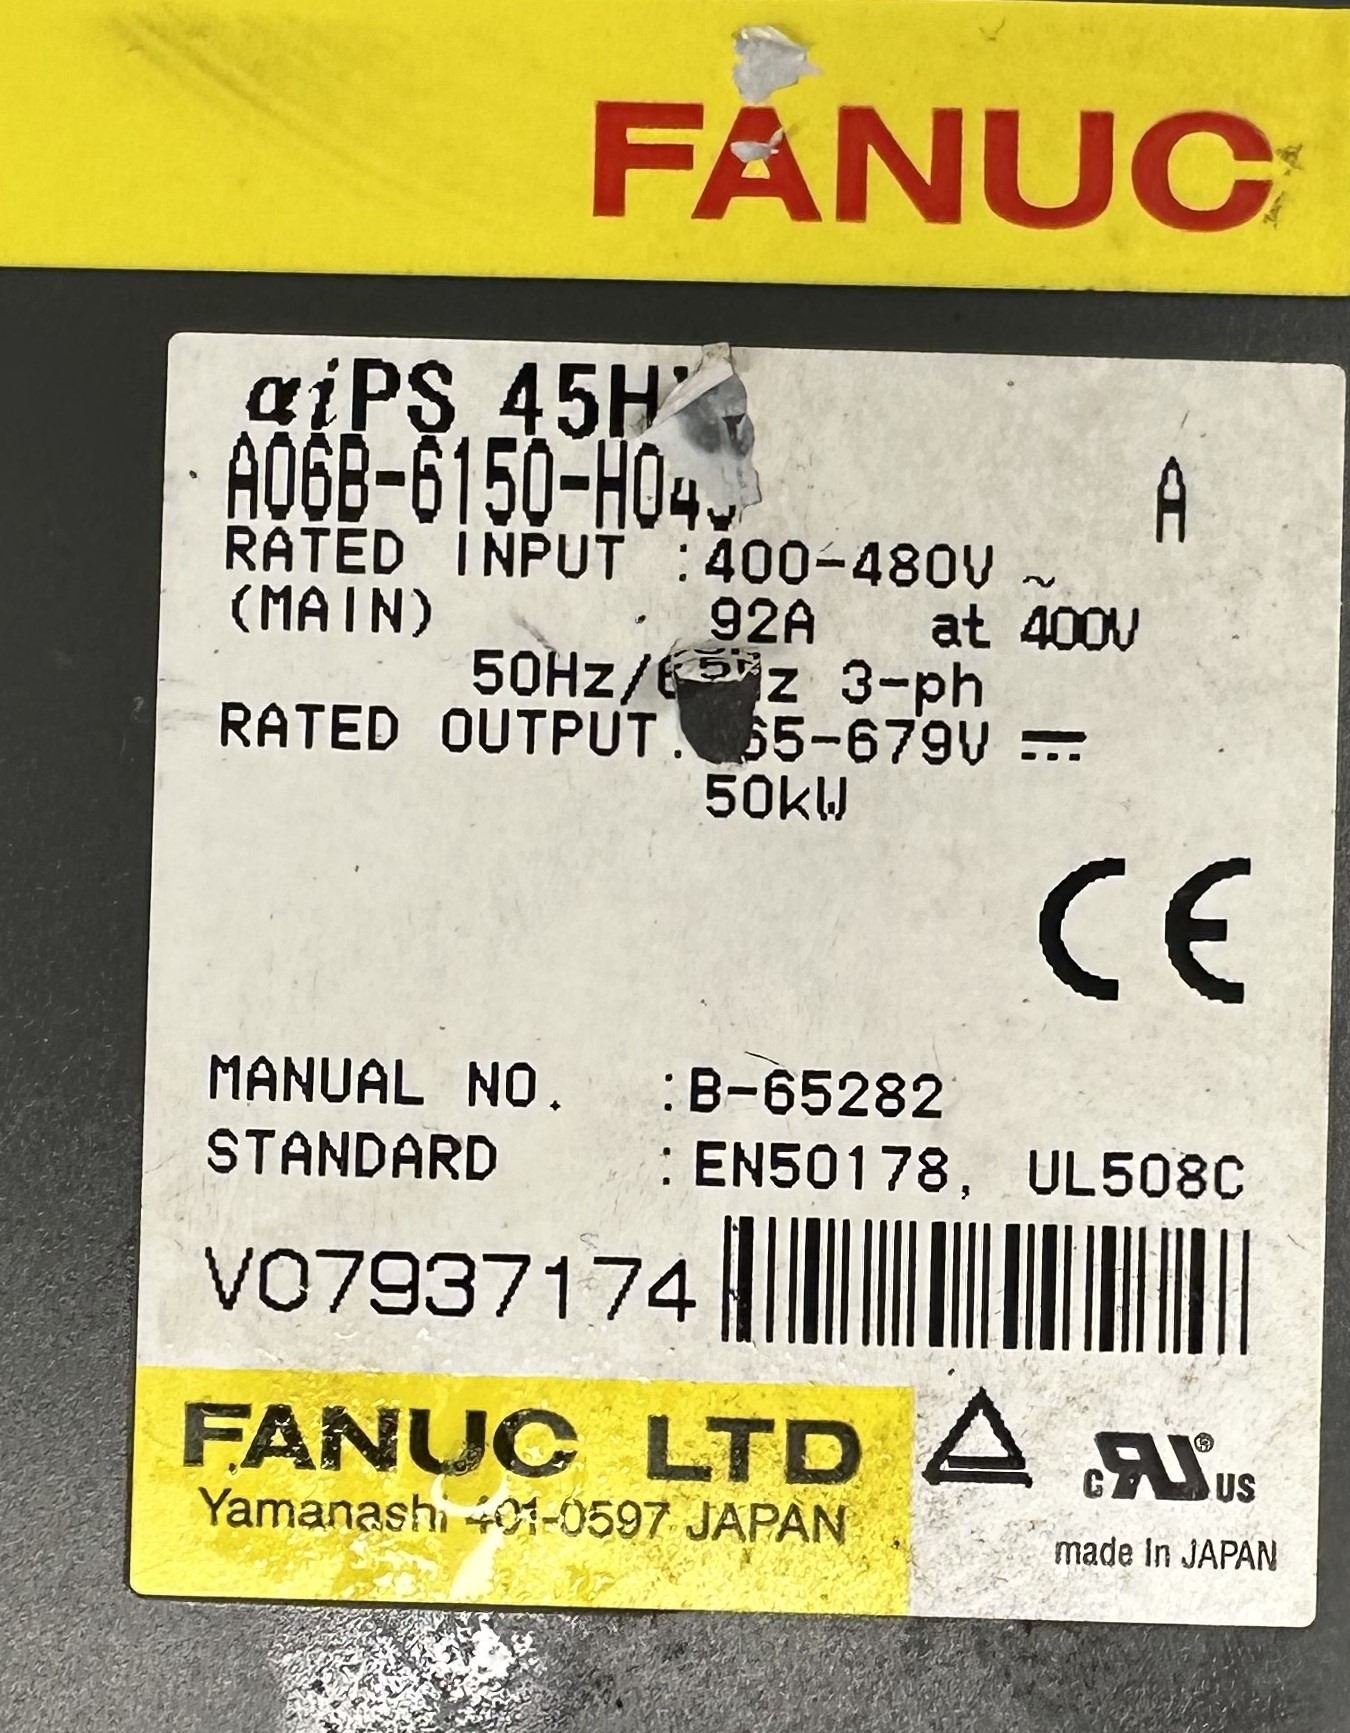 FANUC
αiPS 45H
A06B-6150-H04
A
RATED INPUT :400-480V ~
(MAIN) 92A at 400V
50Hz/ 3-ph
RATED OUTPUT 679V ⎓
50kW
CE
MANUAL NO. :B-65282
STANDARD :EN50178, UL508C
V07937174
FANUC LTD
Yamanashi 401-0597 JAPAN
c RU ® US
made in JAPAN